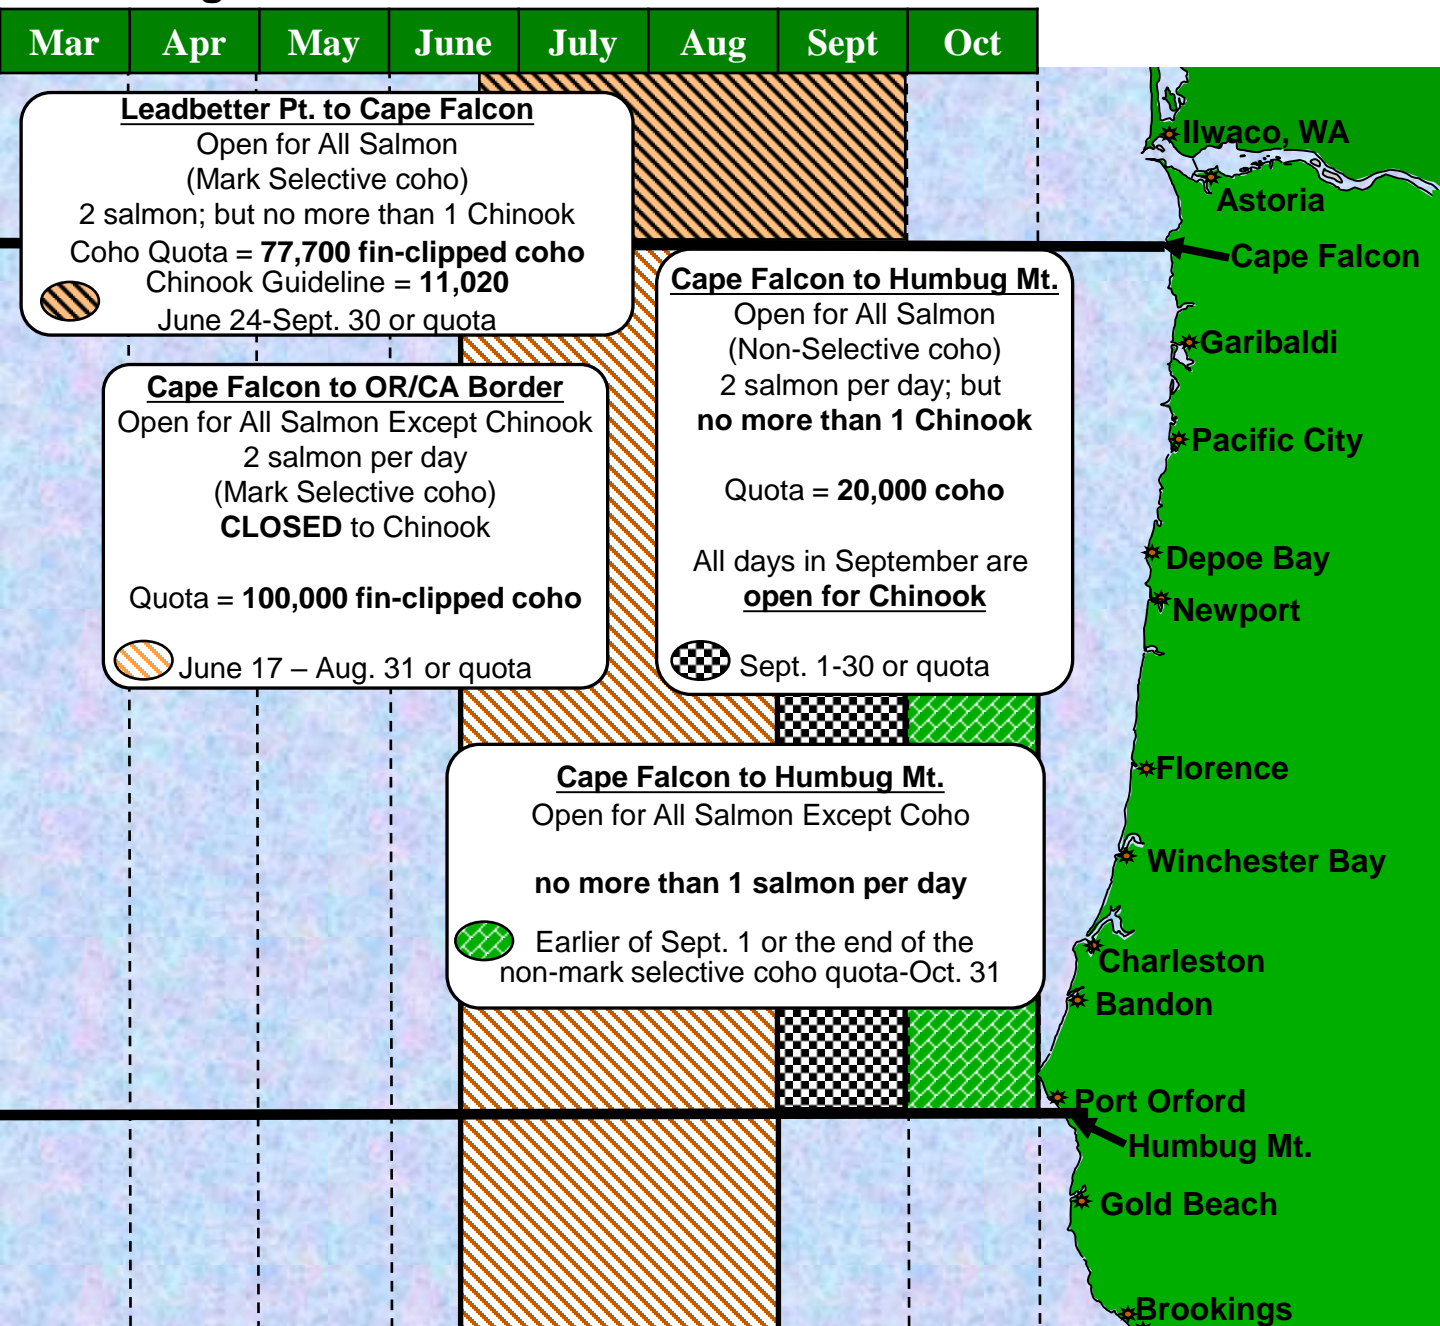 Mar Apr May June July Aug Sept Oct
Leadbetter Pt. to Cape Falcon
Open for All Salmon
(Mark Selective coho)
2 salmon; but no more than 1 Chinook
Coho Quota = 77,700 fin-clipped coho
Chinook Guideline = 11,020
June 24-Sept. 30 or quota
Cape Falcon to OR/CA Border
Open for All Salmon Except Chinook
2 salmon per day
(Mark Selective coho)
CLOSED to Chinook
Quota = 100,000 fin-clipped coho
June 17 – Aug. 31 or quota
Cape Falcon to Humbug Mt.
Open for All Salmon
(Non-Selective coho)
2 salmon per day; but
no more than 1 Chinook
Quota = 20,000 coho
All days in September are
open for Chinook
Sept. 1-30 or quota
Cape Falcon to Humbug Mt.
Open for All Salmon Except Coho
no more than 1 salmon per day
Earlier of Sept. 1 or the end of the
non-mark selective coho quota-Oct. 31
Ilwaco, WA
Astoria
Cape Falcon
Garibaldi
Pacific City
Depoe Bay
Newport
Florence
Winchester Bay
Charleston
Bandon
Port Orford
Humbug Mt.
Gold Beach
Brookings